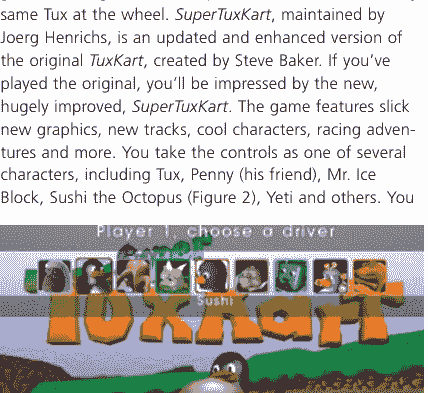 same Tux at the wheel. SuperTuxKart, maintained by
Joerg Henrichs, is an updated and enhanced version of
the original TuxKart, created by Steve Baker. If you've
played the original, you'll be impressed by the new,
hugely improved, SuperTuxKart. The game features slick
new graphics, new tracks, cool characters, racing adven-
tures and more. You take the controls as one of several
characters, including Tux, Penny (his friend), Mr. Ice
Block, Sushi the Octopus (Figure 2), Yeti and others. You
Player 1, choose a driver
Sushi
TuxKart